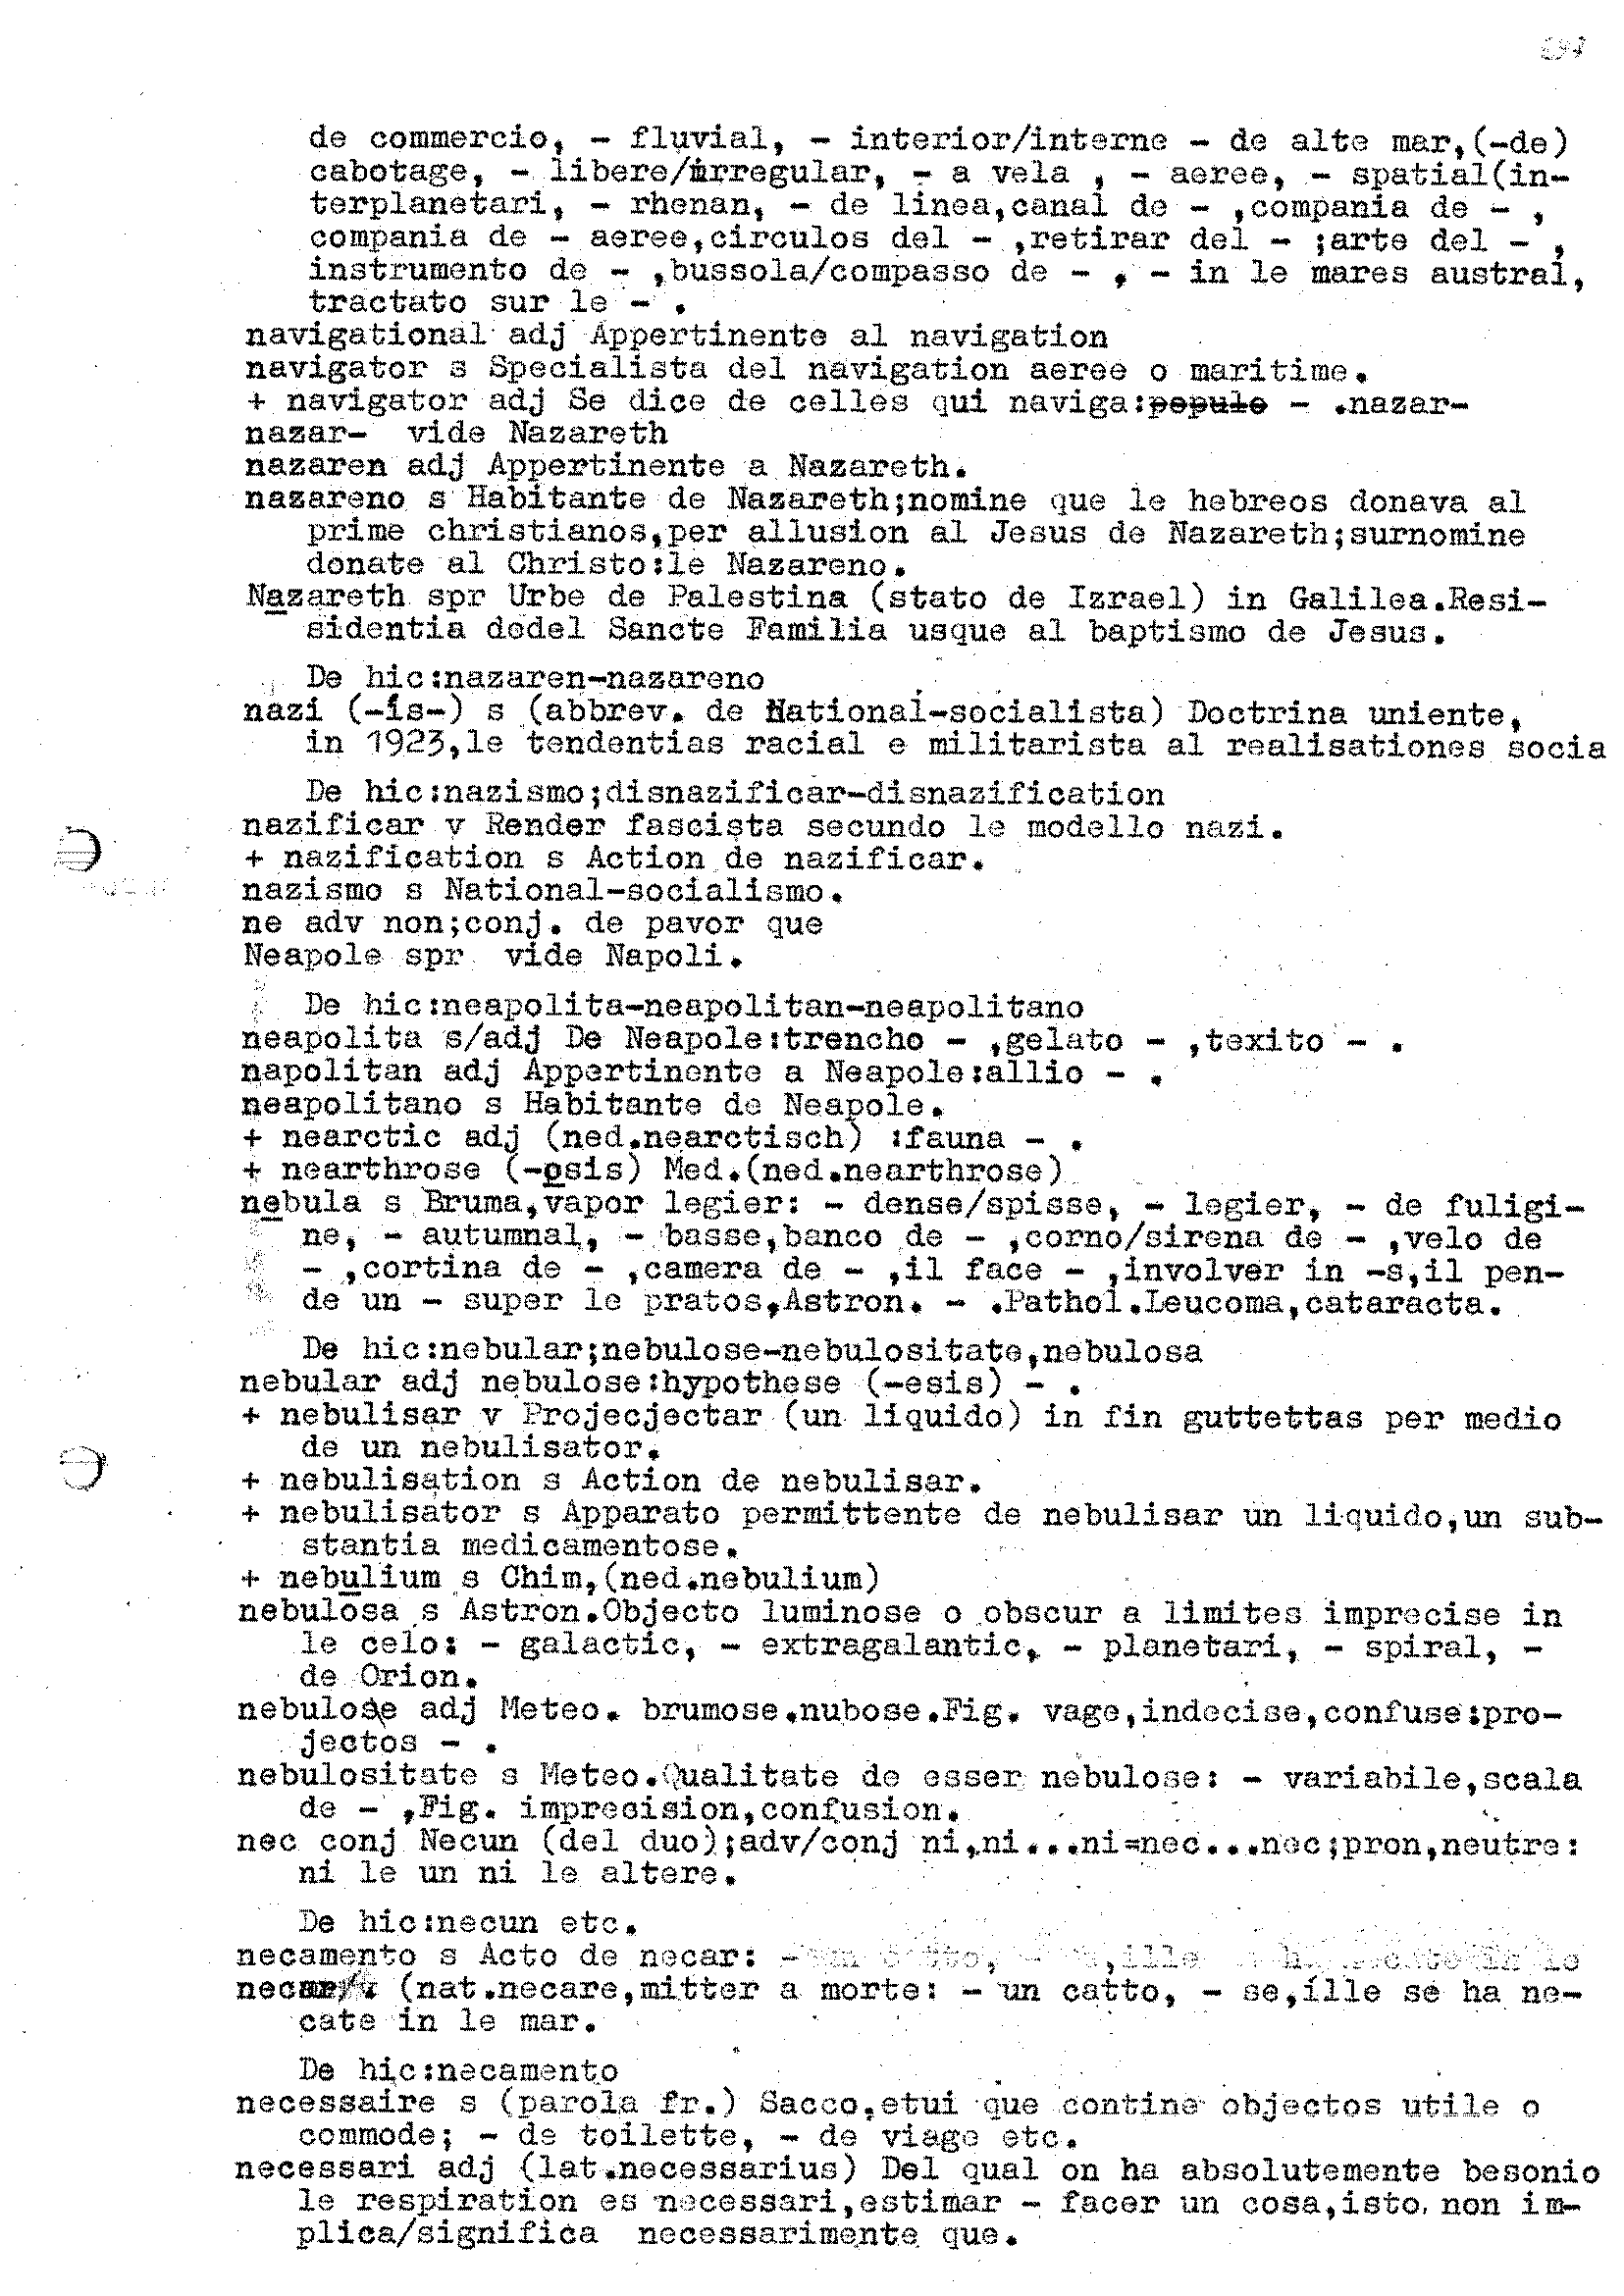 de commercio, - fluvial, - interior/interne - de alte mar,(-de)
cabotage, - libere/irregular, - a vela , - aeree, - spatial(in-
terplanetari, - rhenan, - de linea,canal de - ,compania de - ,
compania de - aeree,circulos del - ,retirar del - ;arte del - ,
instrumento de - ,bussola/compasso de - , - in le mares austral,
tractato sur le - .
navigational adj Appertinente al navigation
navigator s Specialista del navigation aeree o maritime.
+ navigator adj Se dice de celles qui naviga:populo - .nazar-
nazar- vide Nazareth
nazaren adj Appertinente a Nazareth.
nazareno s Habitante de Nazareth;nomine que le hebreos donava al
prime christianos,per allusion al Jesus de Nazareth;surnomine
donate al Christo:le Nazareno.
Nazareth spr Urbe de Palestina (stato de Izrael) in Galilea.Resi-
sidentia dedel Sancte Familia usque al baptismo de Jesus.
De hic:nazaren-nazareno
nazi (-is-) s (abbrev. de National-socialista) Doctrina uniente,
in 1923,le tendentias racial e militarista al realisationes socia
De hic:nazismo;disnazificar-disnazification
nazificar v Render fascista secundo le modello nazi.
+ nazification s Action de nazificar.
nazismo s National-socialismo.
ne adv non;conj. de pavor que
Neapole spr vide Napoli.
De hic:neapolita-neapolitan-neapolitano
neapolita s/adj De Neapole:trencho - ,gelato - ,texito - .
napolitan adj Appertinente a Neapole:allio - .
neapolitano s Habitante de Neapole.
+ nearctic adj (ned.nearctisch) :fauna - .
+ nearthrose (-osis) Med.(ned.nearthrose)
nebula s Bruma,vapor legier: - dense/spisse, - legier, - de fuligi-
ne, - autumnal, - basse,banco de - ,corno/sirena de - ,velo de
- ,cortina de - ,camera de - ,il face - ,involver in -s,il pen-
de un - super le pratos,Astron. - .Pathol.Leucoma,cataracta.
De hic:nebular;nebulose-nebulositate,nebulosa
nebular adj nebulose:hypothese (-esis) - .
+ nebulisar v Projecjectar (un liquido) in fin guttettas per medio
de un nebulisator.
+ nebulisation s Action de nebulisar.
+ nebulisator s Apparato permittente de nebulisar un liquido,un sub-
stantia medicamentose.
+ nebulium s Chim,(ned.nebulium)
nebulosa s Astron.Objecto luminose o obscur a limites imprecise in
le celo: - galactic, - extragalantic, - planetari, - spiral, -
de Orion.
nebulose adj Meteo. brumose.nubose.Fig. vage,indecise,confuse:pro-
jectos - .
nebulositate s Meteo.Qualitate de esser nebulose: - variabile,scala
de - ,Fig. imprecision,confusion.
nec conj Necun (del duo);adv/conj ni,ni...ni=nec...nec;pron,neutre:
ni le un ni le altere.
De hic:necun etc.
necamento s Acto de necar:
necar v (nat.necare,mitter a morte: - un catto, - se,ille se ha ne-
cate in le mar.
De hic:necamento
necessaire s (parola fr.) Sacco,etui que contine objectos utile o
commode; - de toilette, - de viage etc.
necessari adj (lat.necessarius) Del qual on ha absolutemente besonio
le respiration es necessari,estimar - facer un cosa,isto non im-
plica/significa necessarimente que.